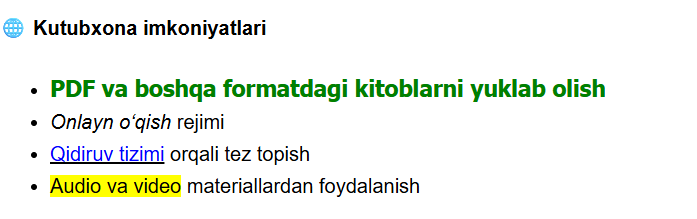 Kutubxona imkoniyatlari
PDF va boshqa formatdagi kitoblarni yuklab olish
Onlayn o‘qish rejimi
Qidiruv tizimi orqali tez topish
Audio va video materiallardan foydalanish